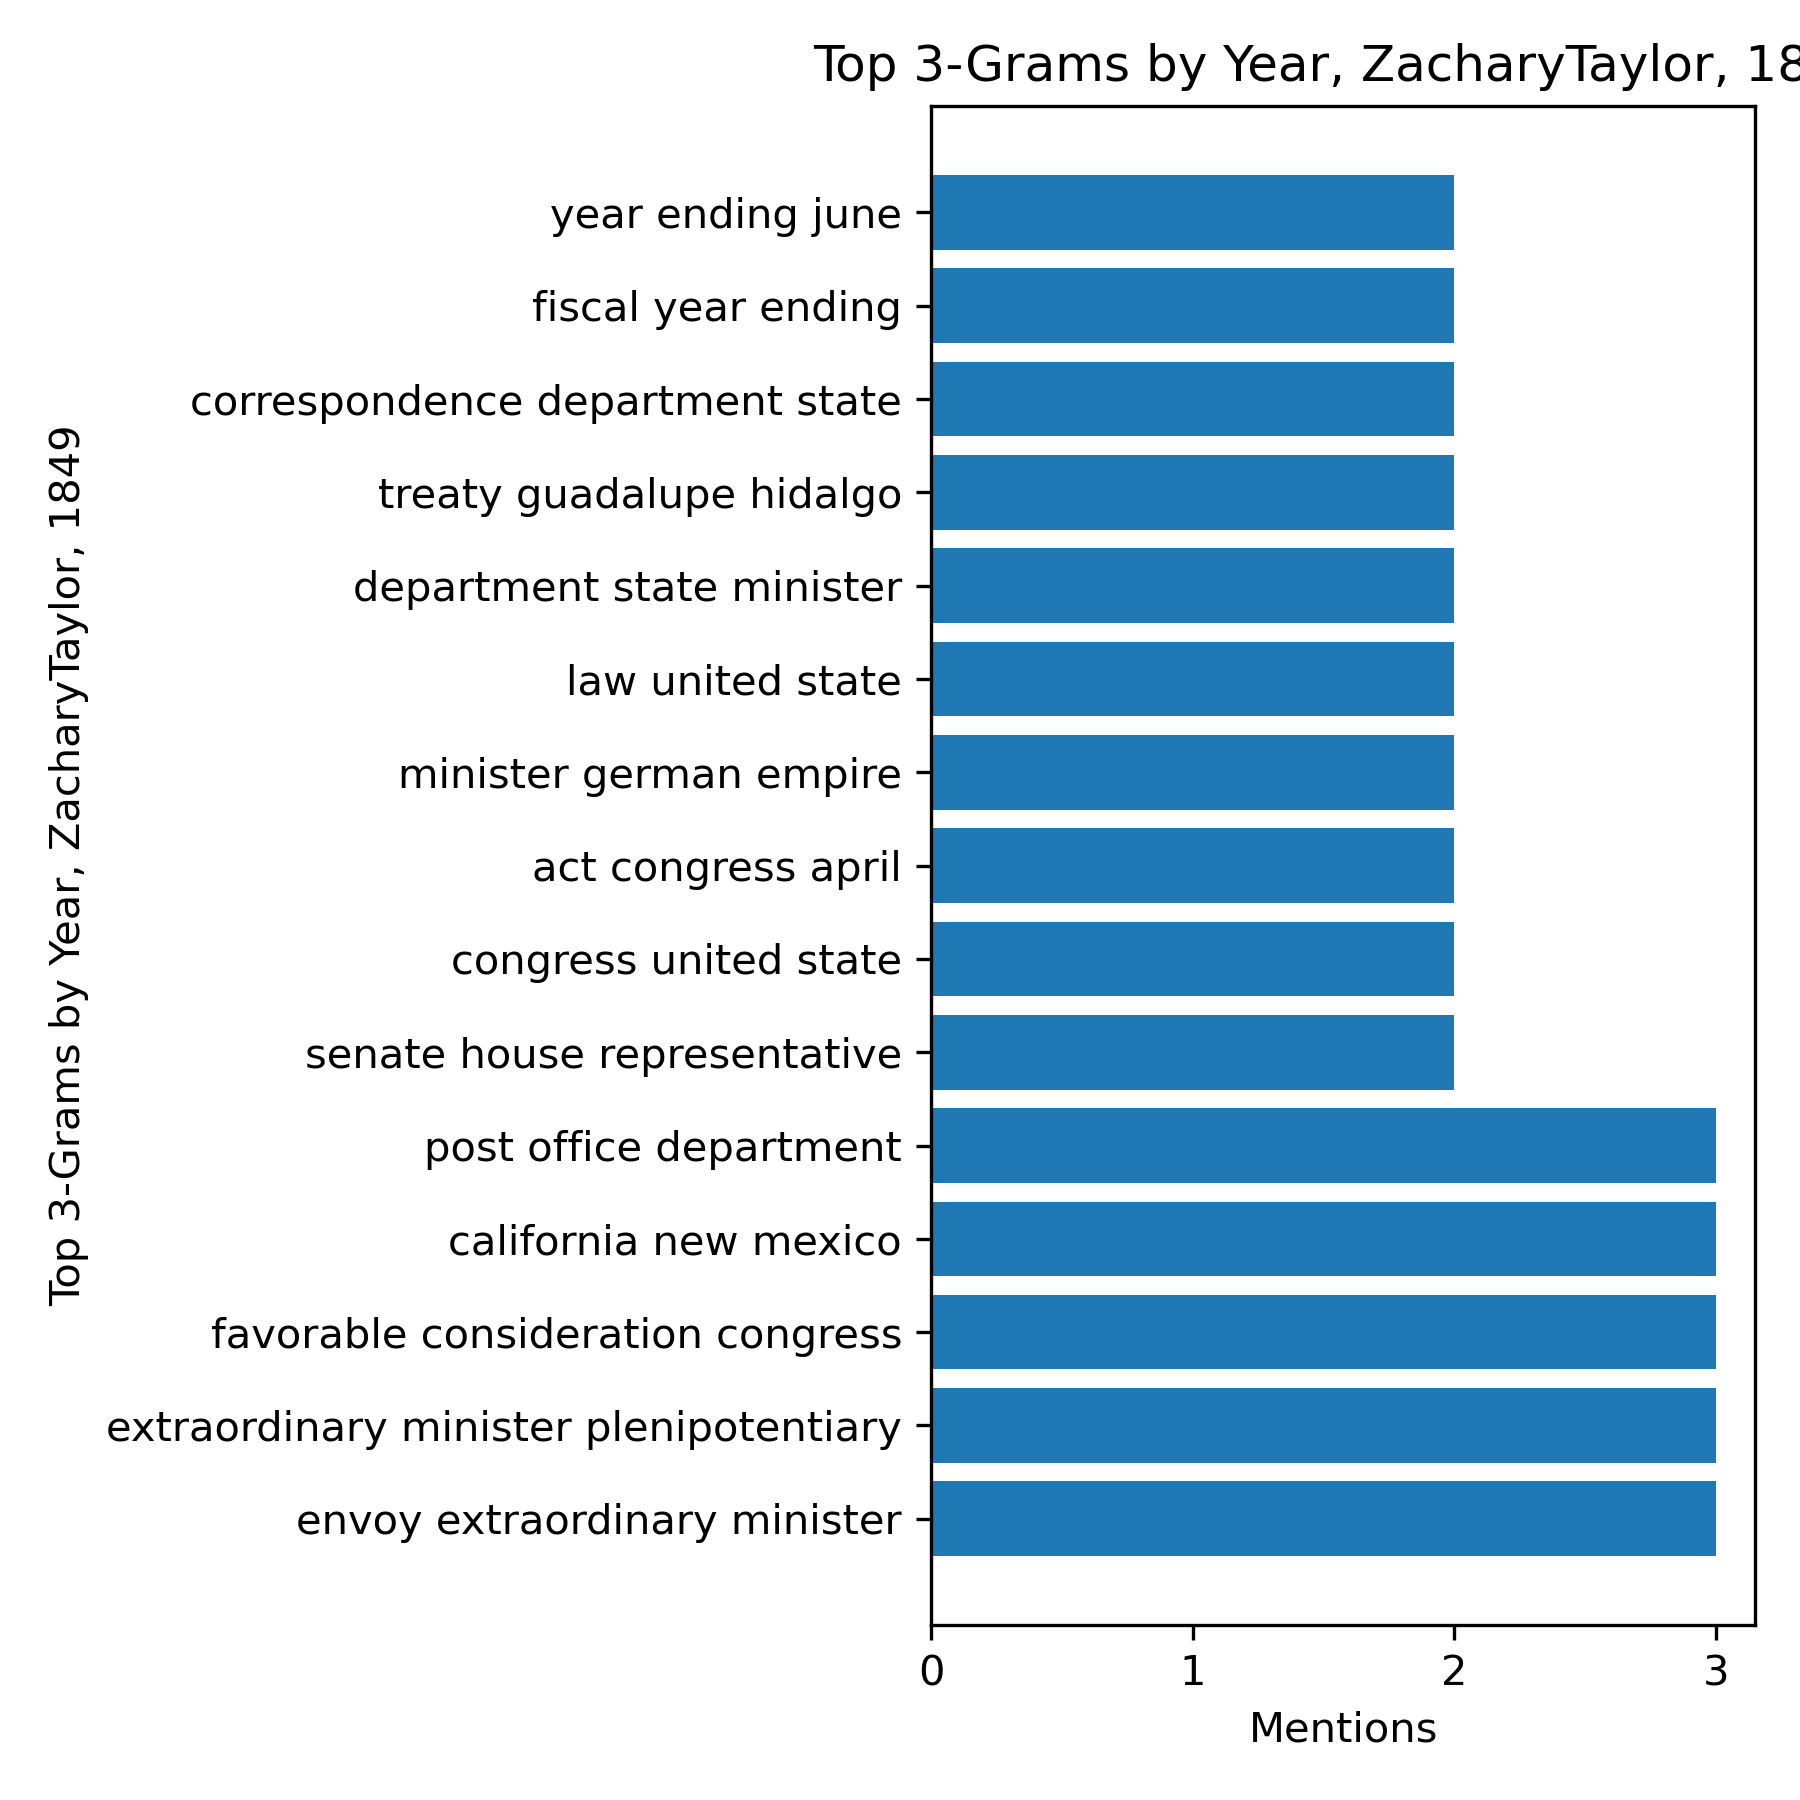 Top 3-Grams by Year, ZacharyTaylor, 18
year ending june
fiscal year ending
correspondence department state
treaty guadalupe hidalgo
department state minister
law united state
minister german empire
act congress april
congress united state
senate house representative
post office department
california new mexico
favorable consideration congress
extraordinary minister plenipotentiary
envoy extraordinary minister
Top 3-Grams by Year, ZacharyTaylor, 1849
0 1 2 3
Mentions